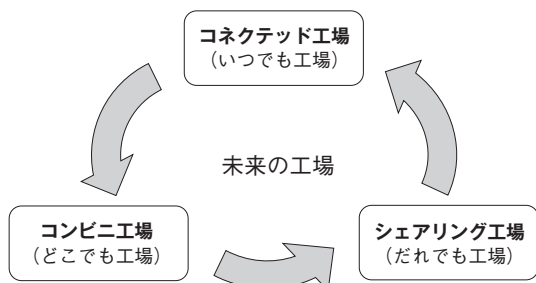 コネクテッド工場
（いつでも工場）
未来の工場
コンビニ工場
（どこでも工場）
シェアリング工場
（だれでも工場）